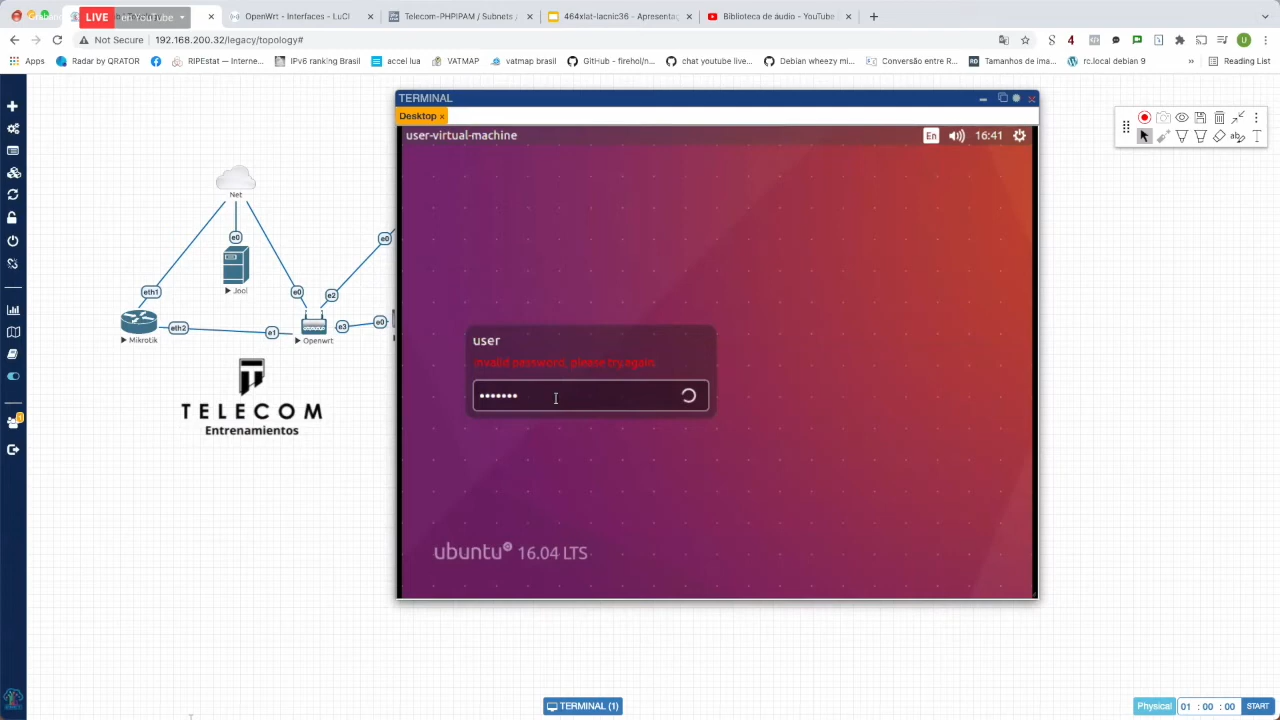 LIVE
en YouTube
OpenWrt - Interfaces - LuCI
Telecom-PHPIPAM / Subnets
464xlat-lacnic36 - Apresentaç
Biblioteca de áudio - YouTube
Not Secure
192.168.200.32/legacy/topology#
Apps
Radar by QRATOR
RIPEstat — Interne...
IPv6 ranking Brasil
accel lua
VATMAP
vatmap brasil
GitHub - firehol/n...
chat youtube live...
Debian wheezy mi...
Conversão entre R...
Tamanhos de ima...
rc.local debian 9
Reading List
TERMINAL
Desktop
user-virtual-machine
En
16:41
Net
e0
e0
Jool
eth1
e0
e2
Mikrotik
eth2
e1
Openwrt
e3
e0
TELECOM
Entrenamientos
user
Invalid password, please try again
ubuntu 16.04 LTS
TERMINAL (1)
Physical
01 : 00 : 00
START